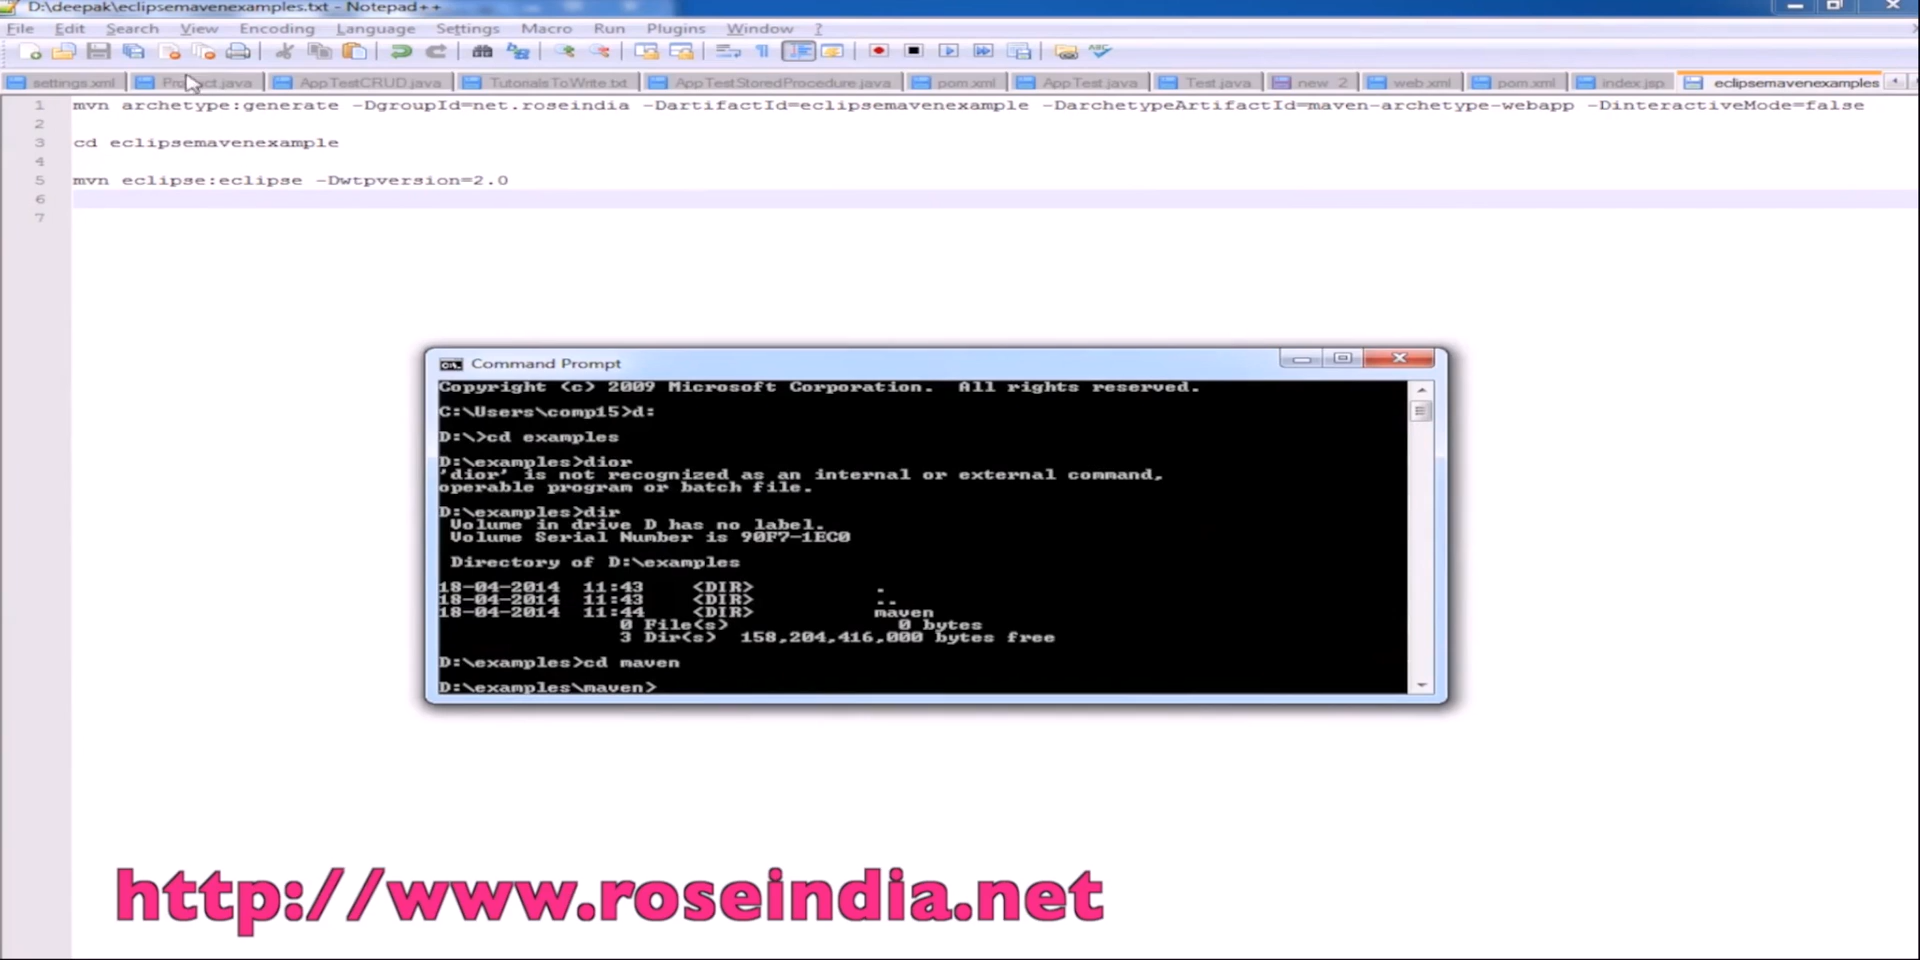 D:\deepak\eclipsemavenexamples.txt - Notepad++
File Edit Search View Encoding Language Settings Macro Run Plugins Window ?
settings.xml Product.java AppTestCRUD.java TutorialsToWrite.txt AppTestStoredProcedure.java pom.xml AppTest.java Test.java new 2 web.xml pom.xml index.jsp eclipsemavenexamples
1 mvn archetype:generate -DgroupId=net.roseindia -DartifactId=eclipsemavenexample -DarchetypeArtifactId=maven-archetype-webapp -DinteractiveMode=false
2
3 cd eclipsemavenexample
4
5 mvn eclipse:eclipse -Dwtpversion=2.0
6
7
Command Prompt
Copyright (c) 2009 Microsoft Corporation. All rights reserved.
C:\Users\comp15>d:
D:\>cd examples
D:\examples>dior
'dior' is not recognized as an internal or external command,
operable program or batch file.
D:\examples>dir
Volume in drive D has no label.
Volume Serial Number is 90F7-1EC0
Directory of D:\examples
18-04-2014 11:43 <DIR> .
18-04-2014 11:43 <DIR> ..
18-04-2014 11:44 <DIR> maven
0 File(s) 0 bytes
3 Dir(s) 158,204,416,000 bytes free
D:\examples>cd maven
D:\examples\maven>
http://www.roseindia.net